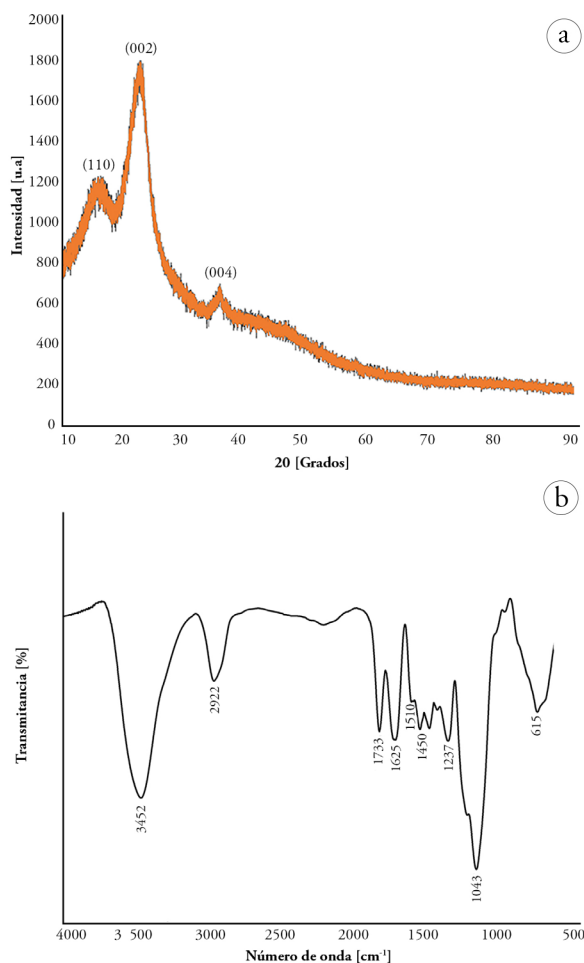 a
2000
1800
1600
1400
1200
1000
800
600
400
200
0
Intensidad [u.a]
(110)
(002)
(004)
10 20 30 40 50 60 70 80 90
20 [Grados]
b
Transmitancia [%]
3452
2922
1733
1625
1510
1450
1237
1043
615
4000 3 500 3000 2000 1500 1000 500
Número de onda [cm-1]